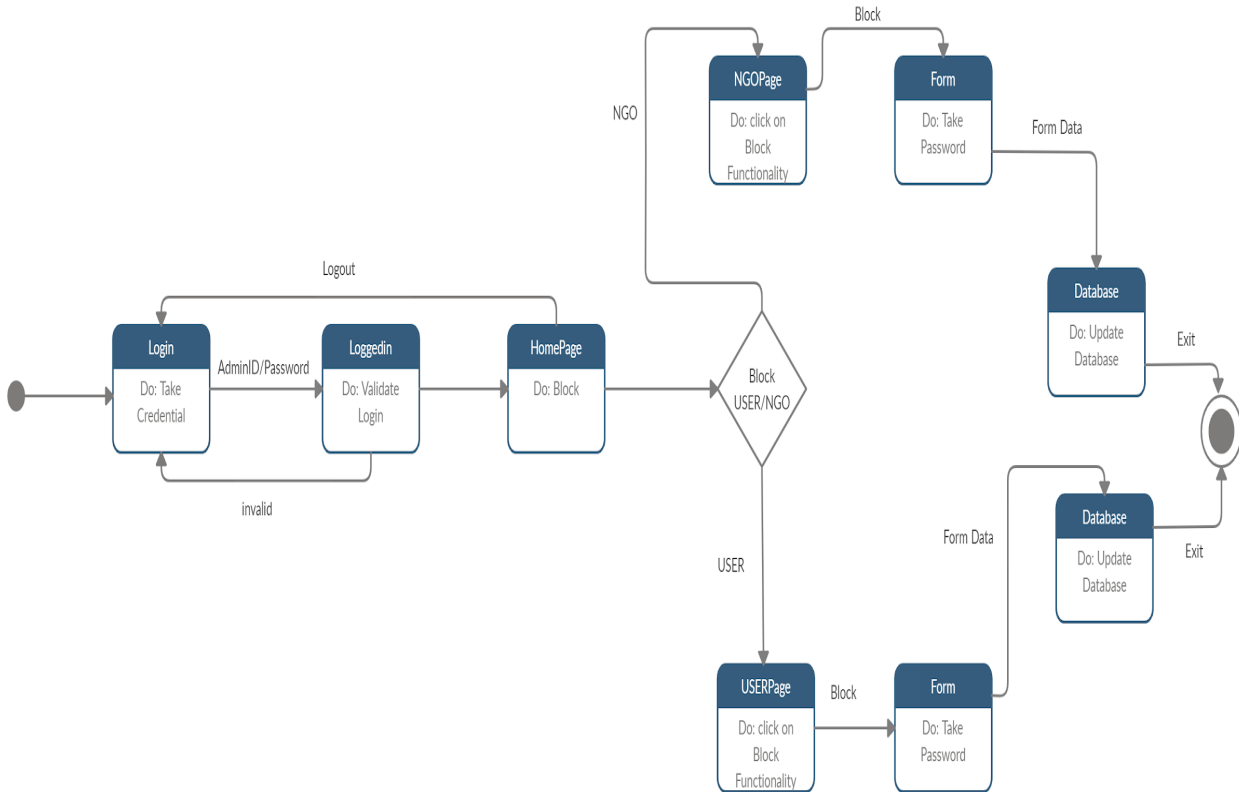 Block
NGOPage
Do: click on
Block
Functionality
Form
Do: Take
Password
NGO
Form Data
Logout
Database
Do: Update
Database
Exit
Login
Do: Take
Credential
AdminID/Password
Loggedin
Do: Validate
Login
HomePage
Do: Block
Block
USER/NGO
invalid
USER
Form Data
Database
Do: Update
Database
Exit
USERPage
Do: click on
Block
Functionality
Block
Form
Do: Take
Password